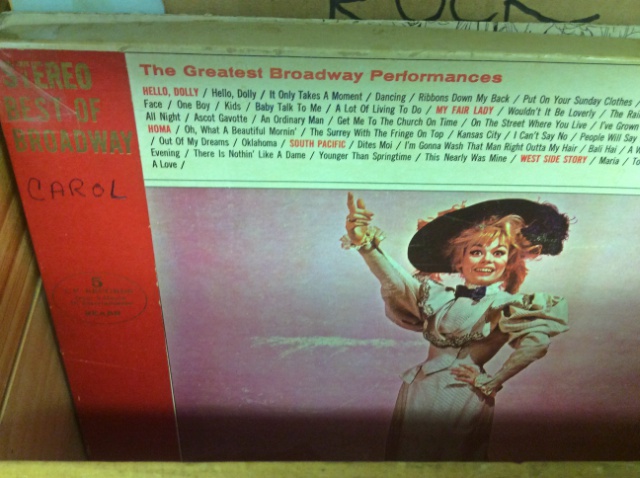 ROCK
STEREO
BEST OF
BROADWAY
CAROL
The Greatest Broadway Performances
HELLO, DOLLY / Hello, Dolly / It Only Takes A Moment / Dancing / Ribbons Down My Back / Put On Your Sunday Clothes
Face / One Boy / Kids / Baby Talk To Me / A Lot Of Living To Do / MY FAIR LADY / Wouldn't It Be Loverly / The Rai
All Night / Ascot Gavotte / An Ordinary Man / Get Me To The Church On Time / On The Street Where You Live / I've Grown
HOMA / Oh, What A Beautiful Mornin' / The Surrey With The Fringe On Top / Kansas City / I Can't Say No / People Will Say
/ Out Of My Dreams / Oklahoma / SOUTH PACIFIC / Dites Moi / I'm Gonna Wash That Man Right Outta My Hair / Bali Hai / A W
Evening / There Is Nothin' Like A Dame / Younger Than Springtime / This Nearly Was Mine / WEST SIDE STORY / Maria / To
A Love /